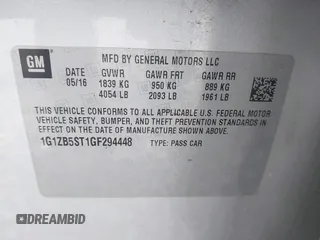 GM
MFD BY GENERAL MOTORS LLC
DATE GVWR GAWR FRT GAWR RR
05/16 1839 KG 950 KG 889 KG
4054 LB 2093 LB 1961 LB
THIS VEHICLE CONFORMS TO ALL APPLICABLE U.S. FEDERAL MOTOR
VEHICLE SAFETY, BUMPER, AND THEFT PREVENTION STANDARDS IN EFFECT
ON THE DATE OF MANUFACTURE SHOWN ABOVE.
1G1ZB5ST1GF294448 TYPE: PASS CAR
AUTOBIDMASTER